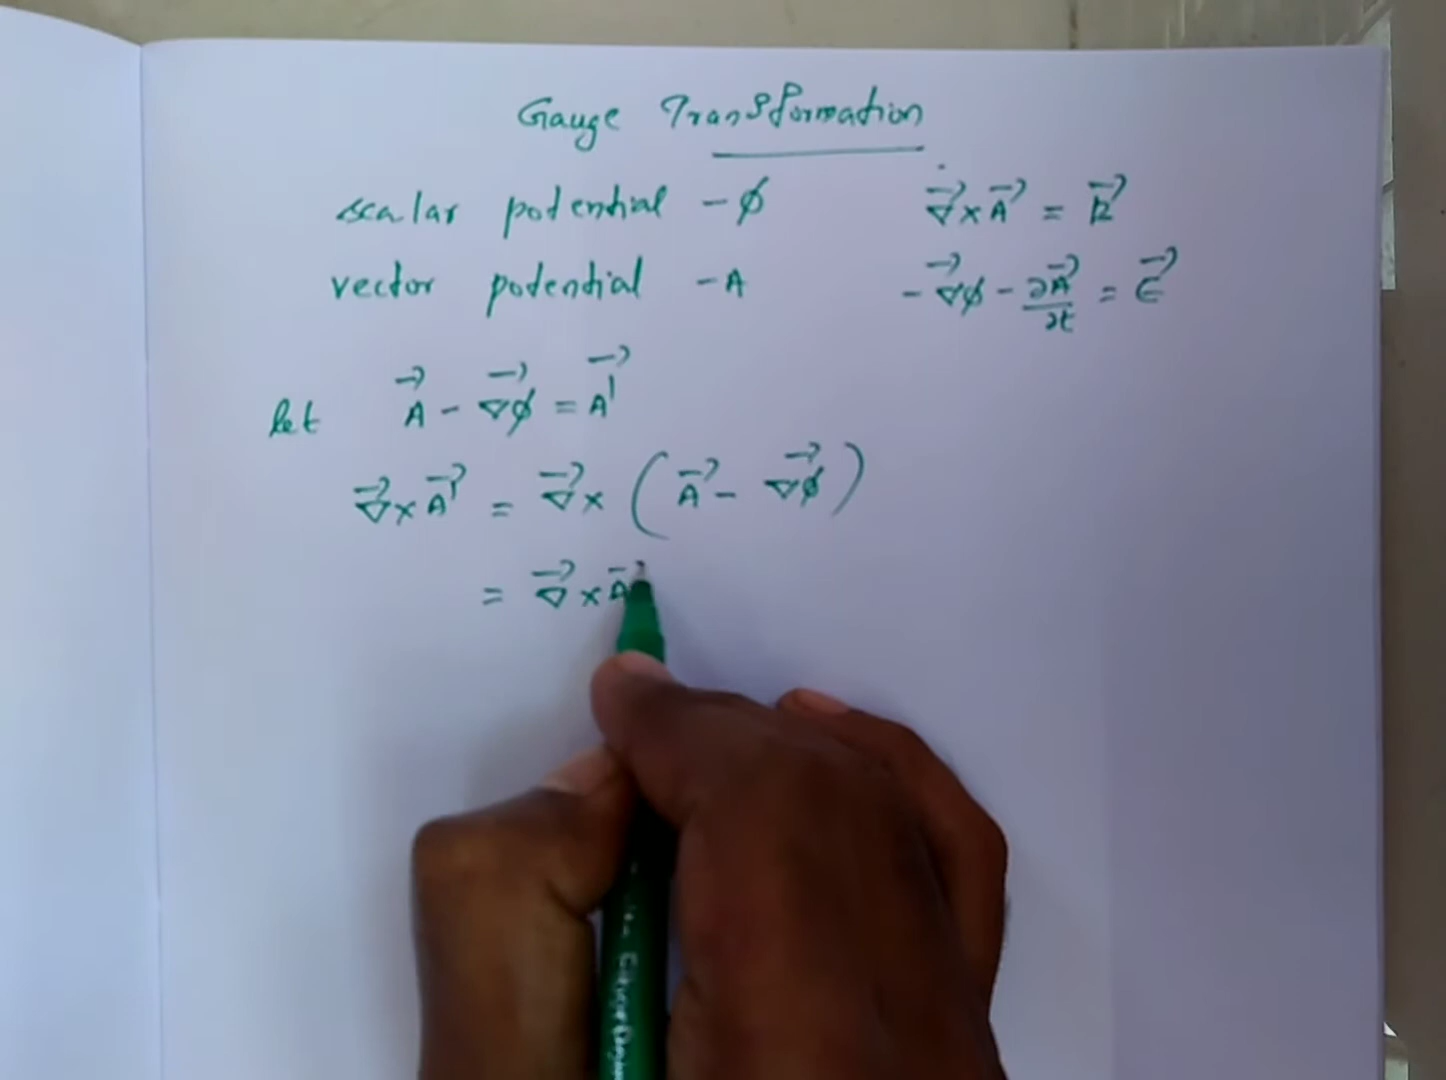 Gauge Transformation
scalar potential - ϕ
∇⃗ × A⃗ = B⃗
vector potential - A
- ∇⃗ϕ - ∂A⃗/∂t = E⃗
let A⃗ - ∇⃗ϕ = A⃗'
∇⃗ × A⃗' = ∇⃗ × ( A⃗ - ∇⃗ϕ )
= ∇⃗ × A⃗